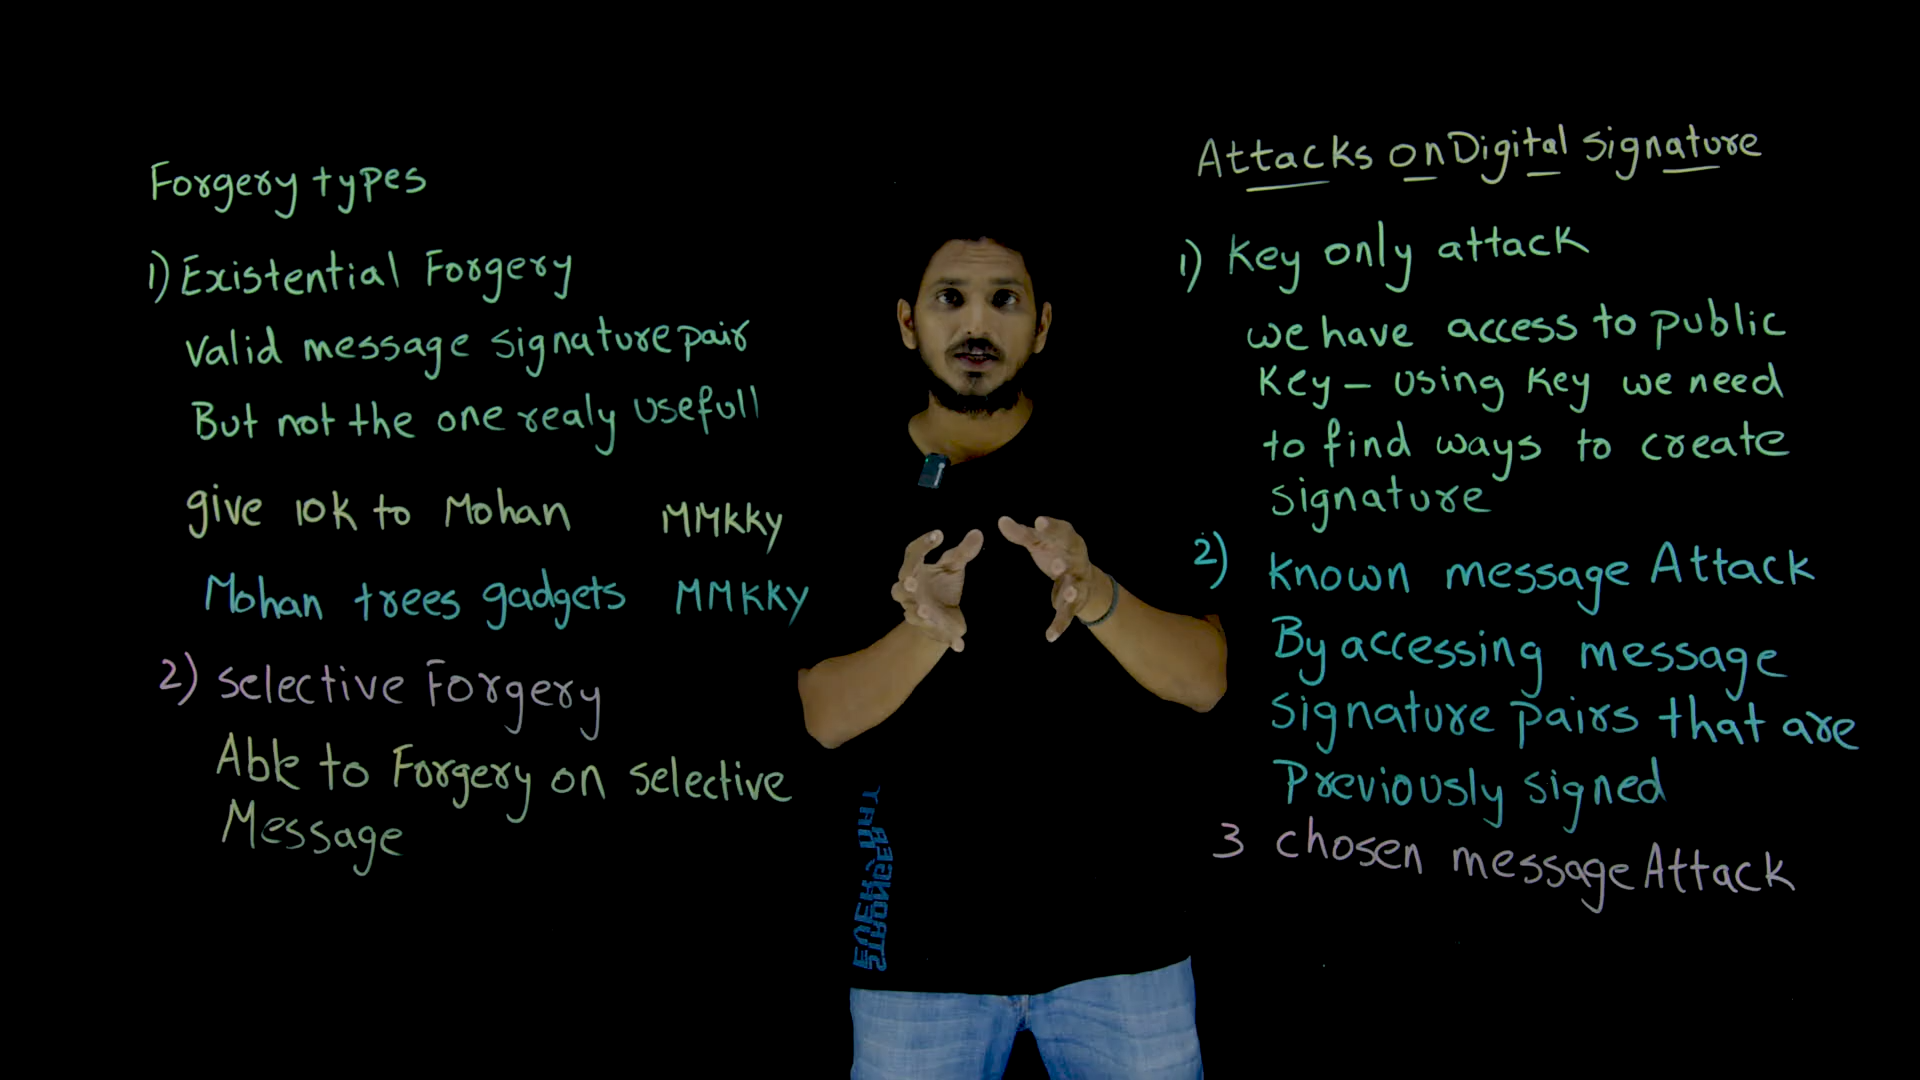 Forgery types
1) Existential Forgery
Valid message signature pair
But not the one realy usefull
give 10k to Mohan MMKKY
Mohan trees gadgets MMKKY
2) selective Forgery
Able to Forgery on selective
Message
Attacks on Digital signature
1) Key only attack
we have access to public
Key – using Key we need
to find ways to create
signature
2) known message Attack
By accessing message
signature pairs that are
Previously signed
3 chosen message Attack